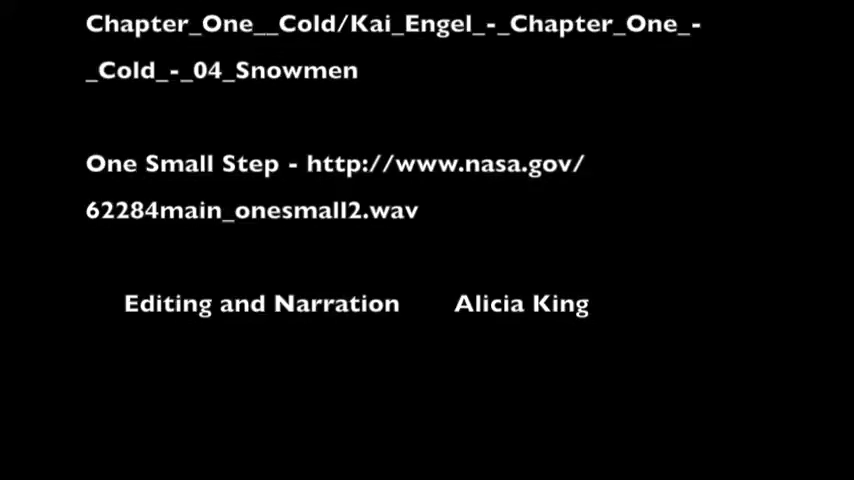 Chapter_One__Cold/Kai_Engel_-_Chapter_One_-
_Cold_-_04_Snowmen
One Small Step - http://www.nasa.gov/
62284main_onesmall2.wav
Editing and Narration Alicia King